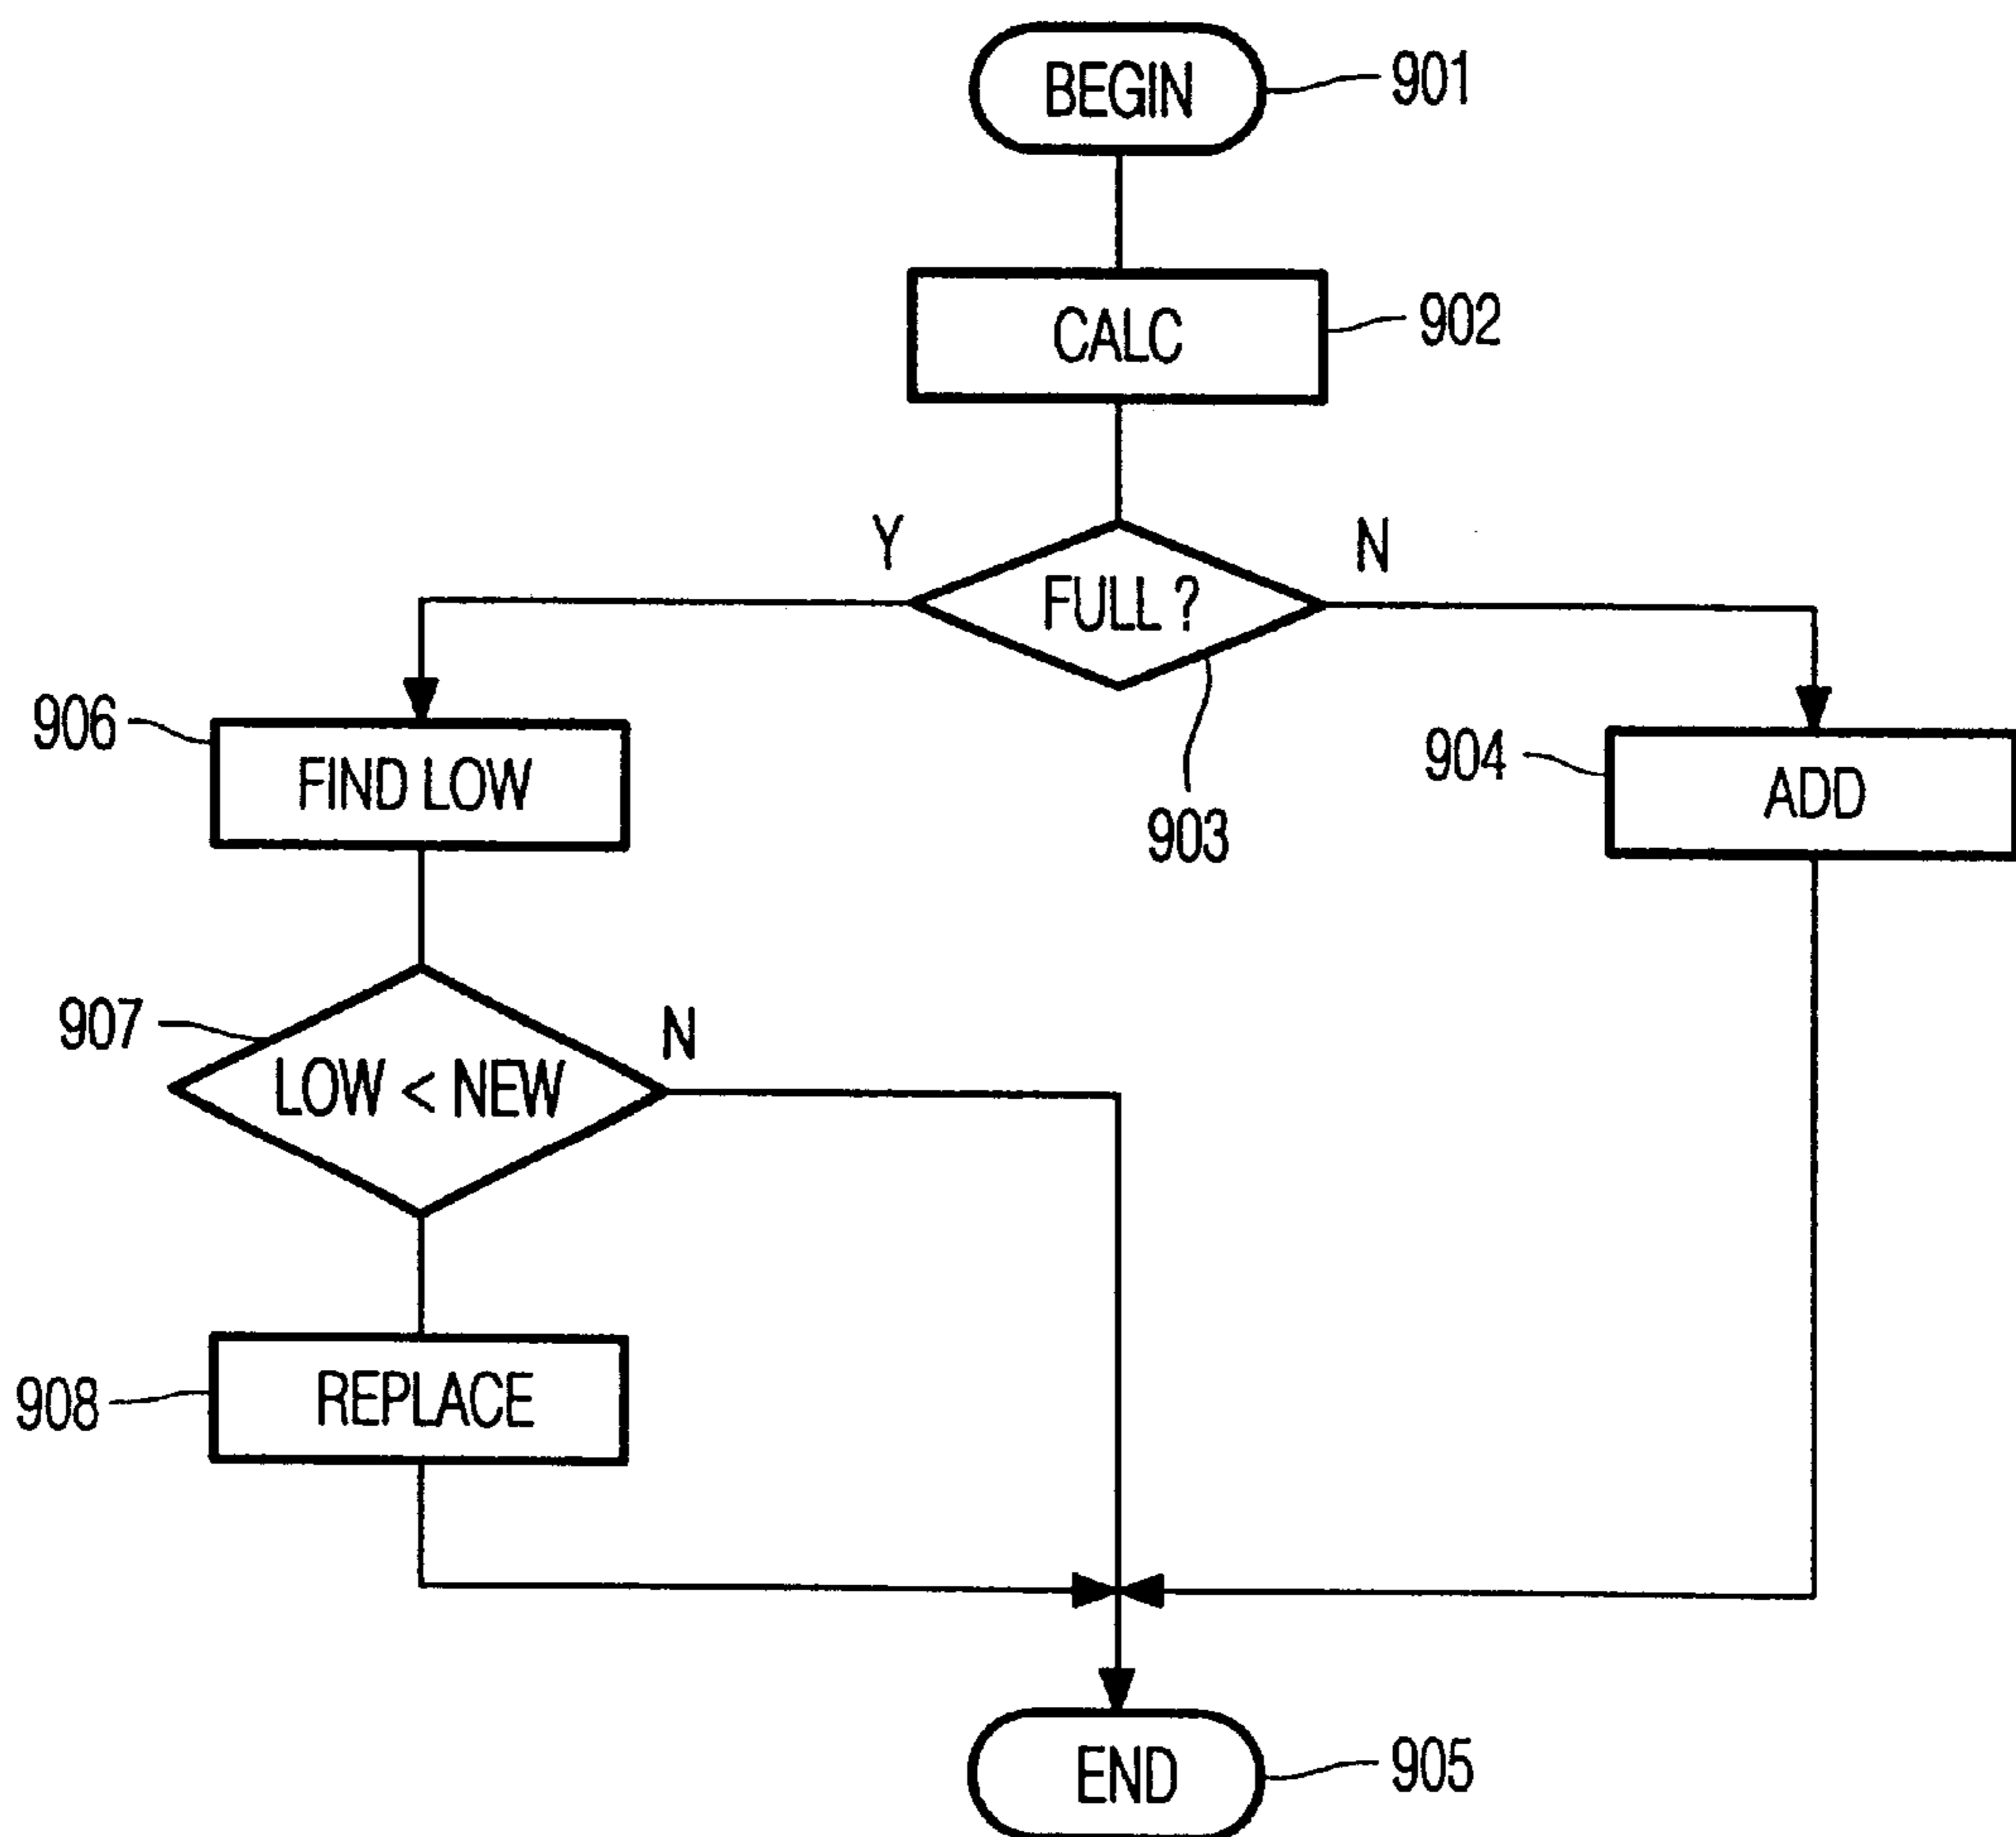 BEGIN
901
CALC
902
Y
N
FULL ?
903
906
FIND LOW
904
ADD
907
LOW < NEW
N
908
REPLACE
END
905